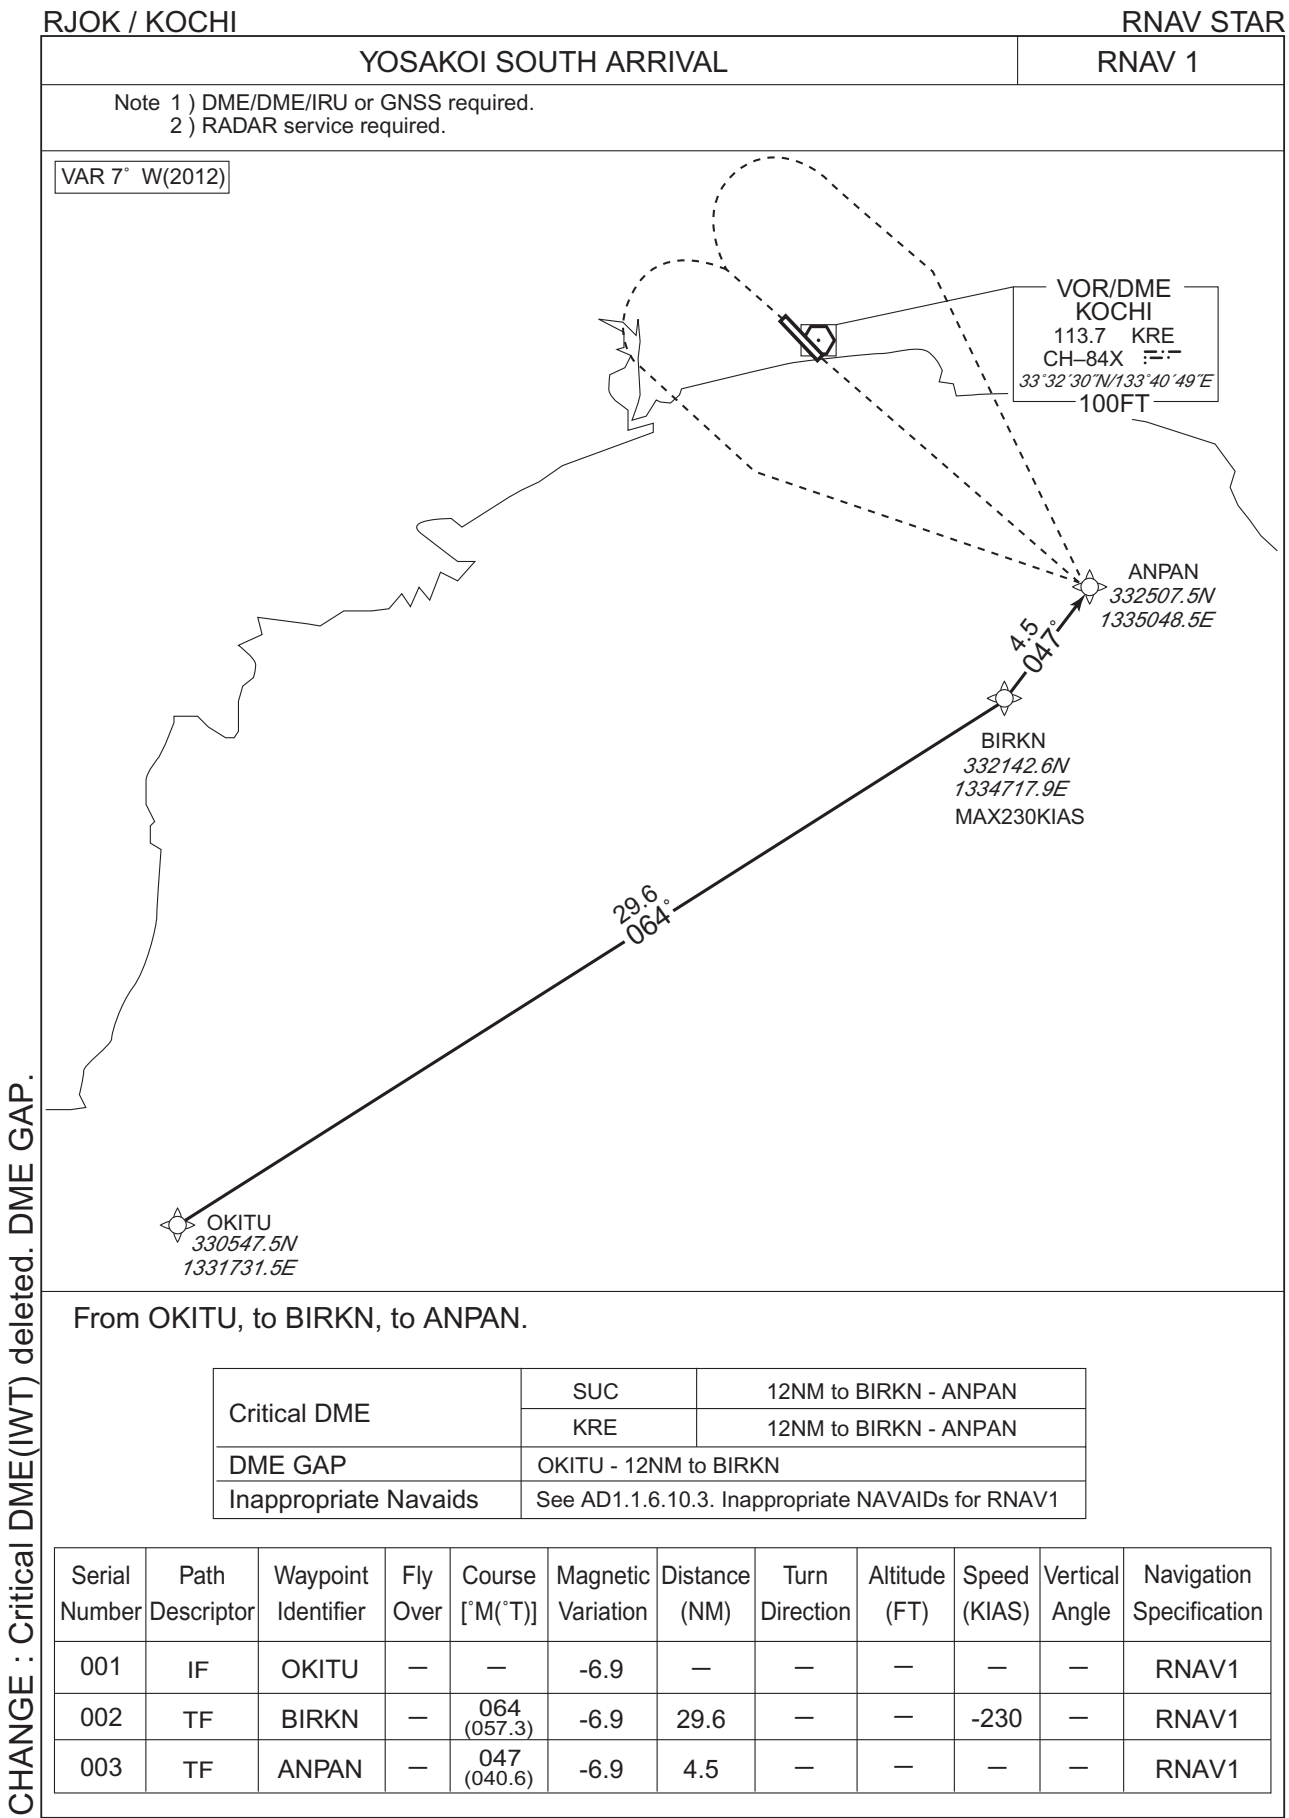 RJOK / KOCHI
RNAV STAR
YOSAKOI SOUTH ARRIVAL
RNAV 1
Note 1 ) DME/DME/IRU or GNSS required.
2 ) RADAR service required.
VAR 7° W(2012)
VOR/DME
KOCHI
113.7 KRE
CH–84X
33°32´30˝N/133°40´49˝E
100FT
ANPAN
332507.5N
1335048.5E
4.5
047°
BIRKN
332142.6N
1334717.9E
MAX230KIAS
29.6
064°
OKITU
330547.5N
1331731.5E
From OKITU, to BIRKN, to ANPAN.
Critical DME
SUC 12NM to BIRKN - ANPAN
KRE 12NM to BIRKN - ANPAN
DME GAP OKITU - 12NM to BIRKN
Inappropriate Navaids See AD1.1.6.10.3. Inappropriate NAVAIDs for RNAV1
Serial Path Waypoint Fly Course Magnetic Distance Turn Altitude Speed Vertical Navigation
Number Descriptor Identifier Over [˚M(˚T)] Variation (NM) Direction (FT) (KIAS) Angle Specification
001 IF OKITU — — -6.9 — — — — — RNAV1
002 TF BIRKN — 064 (057.3) -6.9 29.6 — — -230 — RNAV1
003 TF ANPAN — 047 (040.6) -6.9 4.5 — — — — RNAV1
CHANGE : Critical DME(IWT) deleted. DME GAP.